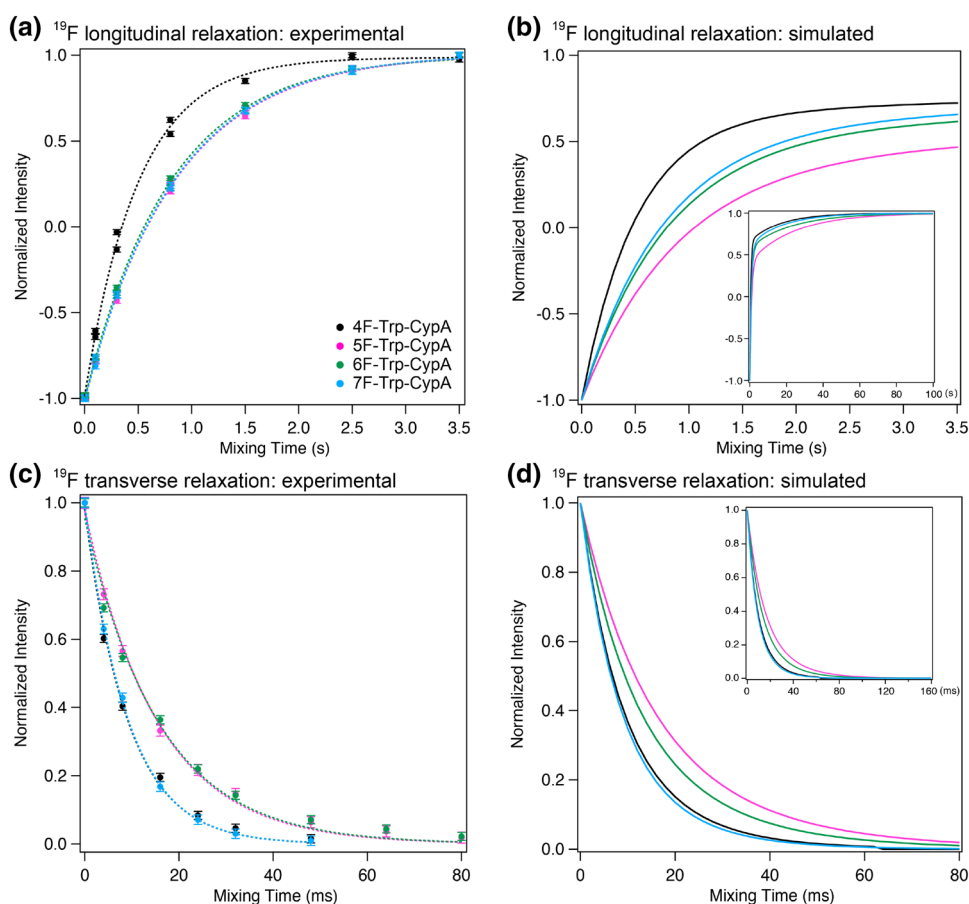 (a) ¹⁹F longitudinal relaxation: experimental
1.0
0.5
0.0
-0.5
-1.0
Normalized Intensity
4F-Trp-CypA
5F-Trp-CypA
6F-Trp-CypA
7F-Trp-CypA
0.0 0.5 1.0 1.5 2.0 2.5 3.0 3.5
Mixing Time (s)
(b) ¹⁹F longitudinal relaxation: simulated
1.0
0.5
0.0
-0.5
-1.0
Normalized Intensity
1.0
0.5
0.0
-0.5
-1.0
0 20 40 60 80 100 (s)
0.0 0.5 1.0 1.5 2.0 2.5 3.0 3.5
Mixing Time (s)
(c) ¹⁹F transverse relaxation: experimental
1.0
0.8
0.6
0.4
0.2
0.0
Normalized Intensity
0 20 40 60 80
Mixing Time (ms)
(d) ¹⁹F transverse relaxation: simulated
1.0
0.8
0.6
0.4
0.2
0.0
Normalized Intensity
1.0
0.8
0.6
0.4
0.2
0.0
0 40 80 120 160 (ms)
0 20 40 60 80
Mixing Time (ms)